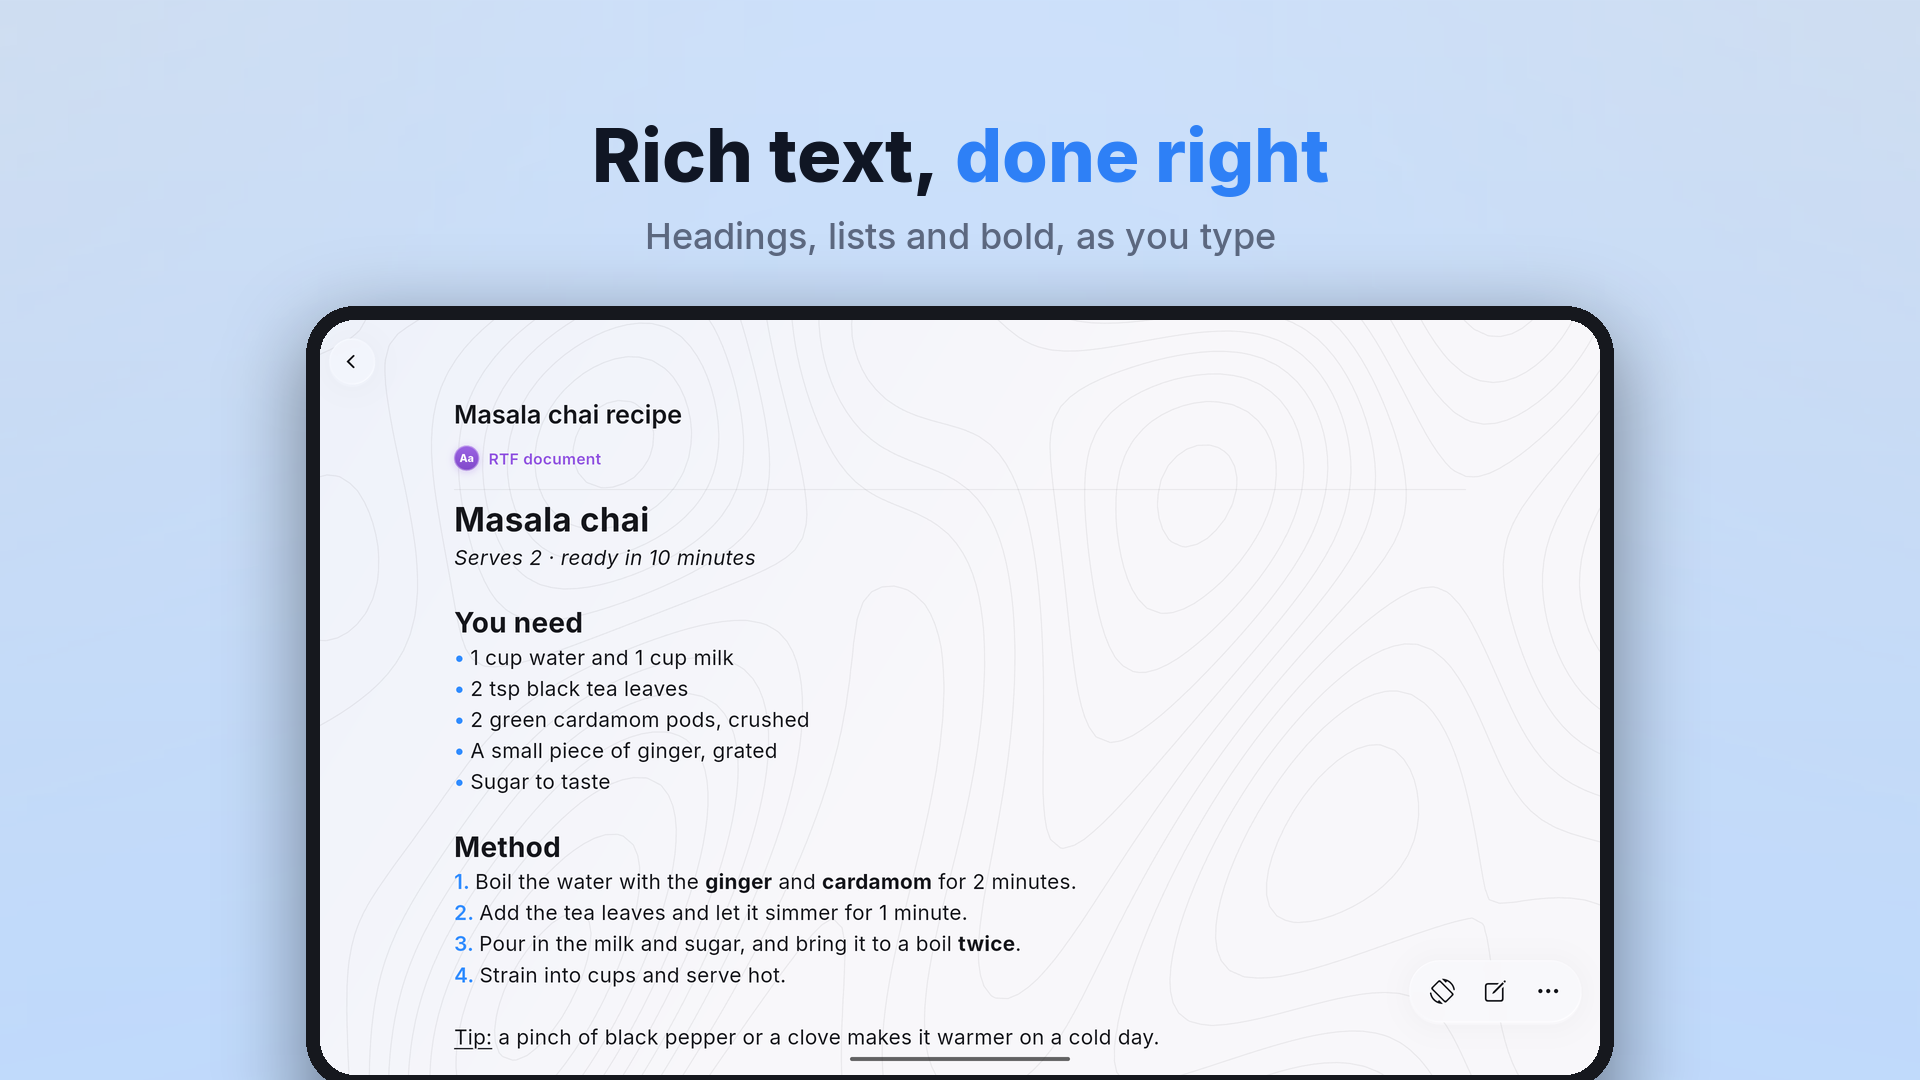 Rich text, done right
Headings, lists and bold, as you type
Masala chai recipe
Aa RTF document
Masala chai
Serves 2 · ready in 10 minutes
You need
• 1 cup water and 1 cup milk
• 2 tsp black tea leaves
• 2 green cardamom pods, crushed
• A small piece of ginger, grated
• Sugar to taste
Method
1. Boil the water with the ginger and cardamom for 2 minutes.
2. Add the tea leaves and let it simmer for 1 minute.
3. Pour in the milk and sugar, and bring it to a boil twice.
4. Strain into cups and serve hot.
Tip: a pinch of black pepper or a clove makes it warmer on a cold day.